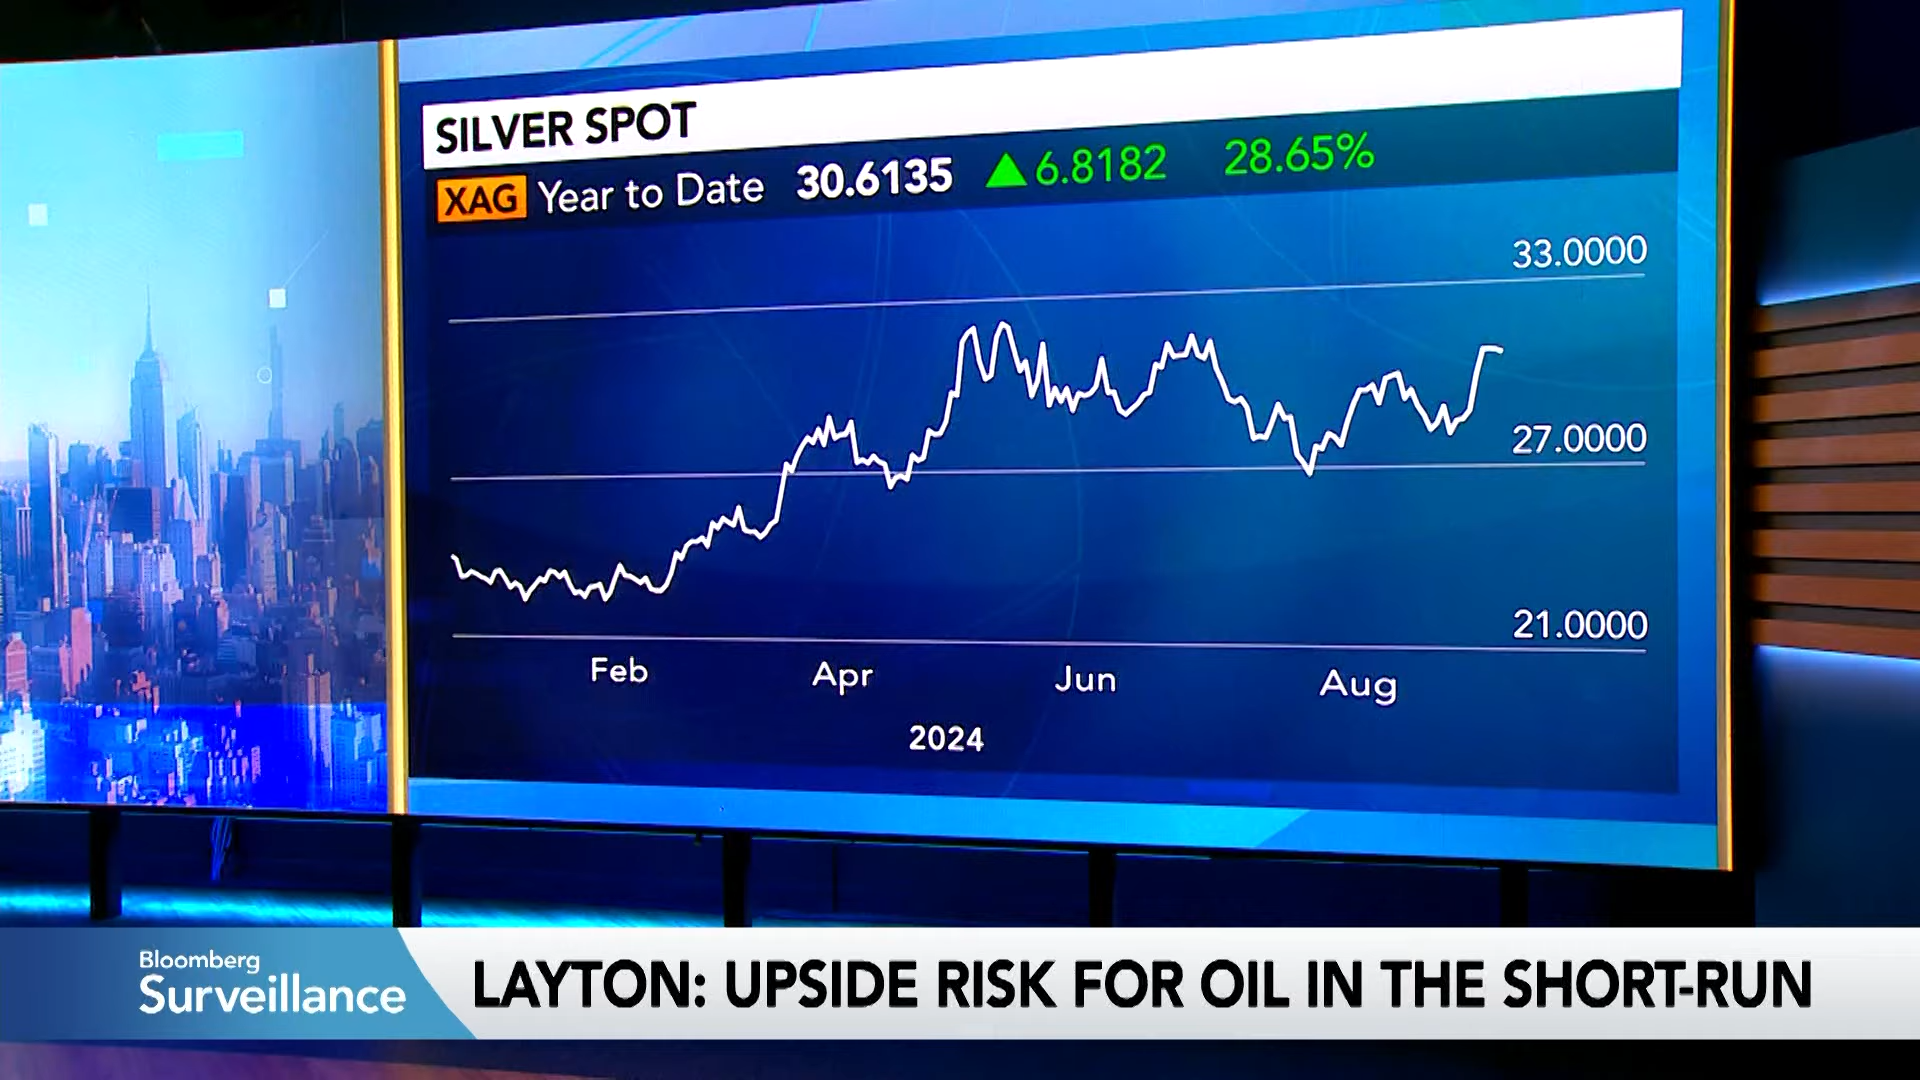 SILVER SPOT
XAG Year to Date 30.6135 ▲6.8182 28.65%
33.0000
27.0000
21.0000
Feb Apr Jun Aug
2024
Bloomberg
Surveillance
LAYTON: UPSIDE RISK FOR OIL IN THE SHORT-RUN